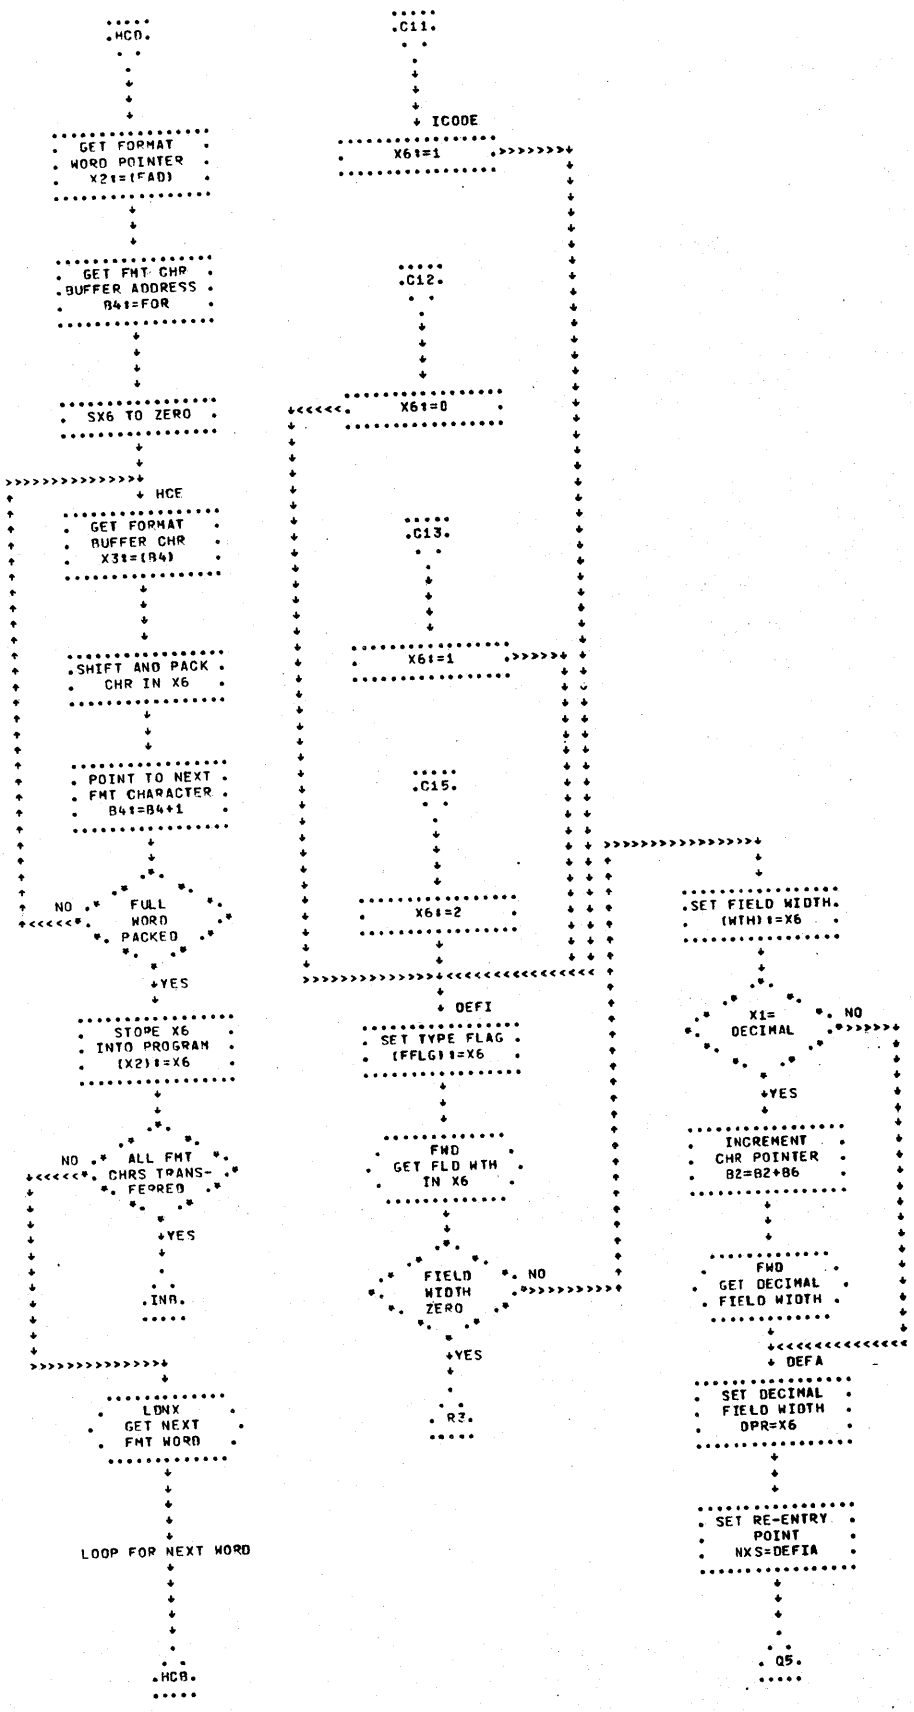 .HCD.
GET FORMAT
WORD POINTER
X2:=(FAD)
GET FMT CHR
BUFFER ADDRESS
B4:=FOR
SX6 TO ZERO
HCE
GET FORMAT
BUFFER CHR
X3:=(B4)
SHIFT AND PACK
CHR IN X6
POINT TO NEXT
FMT CHARACTER
B4:=B4+1
NO
FULL
WORD
PACKED
YES
STORE X6
INTO PROGRAM
(X2):=X6
NO
ALL FMT
CHRS TRANS-
FERRED
YES
.INB.
LDNX
GET NEXT
FMT WORD
LOOP FOR NEXT WORD
.HCB.
.C11.
ICODE
X6:=1
.C12.
X6:=0
.C13.
X6:=1
.C15.
X6:=2
DEFI
SET TYPE FLAG
(FFLG):=X6
FWD
GET FLD WTH
IN X6
FIELD
WIDTH
ZERO
NO
YES
. R3.
SET FIELD WIDTH.
(WTH):=X6
X1=
DECIMAL
NO
YES
INCREMENT
CHR POINTER
B2=B2+B6
FWD
GET DECIMAL
FIELD WIDTH
DEFA
SET DECIMAL
FIELD WIDTH
DPR=X6
SET RE-ENTRY
POINT
NXS=DEFIA
. Q5.